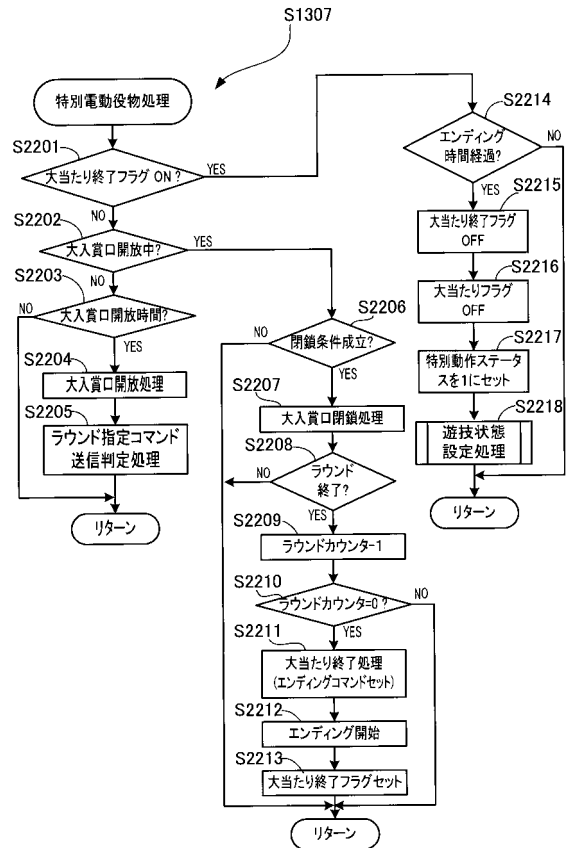 S1307
特別電動役物処理
S2201
大当たり終了フラグ ON？
YES
NO
S2202
大入賞口開放中？
YES
NO
S2203
大入賞口開放時間？
NO
YES
S2204
大入賞口開放処理
S2205
ラウンド指定コマンド
送信判定処理
リターン
S2206
閉鎖条件成立？
NO
YES
S2207
大入賞口閉鎖処理
S2208
ラウンド
終了？
NO
YES
S2209
ラウンドカウンタ-1
S2210
ラウンドカウンタ=0？
NO
YES
S2211
大当たり終了処理
(エンディングコマンドセット)
S2212
エンディング開始
S2213
大当たり終了フラグセット
リターン
S2214
エンディング
時間経過？
NO
YES
S2215
大当たり終了フラグ
OFF
S2216
大当たりフラグ
OFF
S2217
特別動作ステータ
スを1にセット
S2218
遊技状態
設定処理
リターン